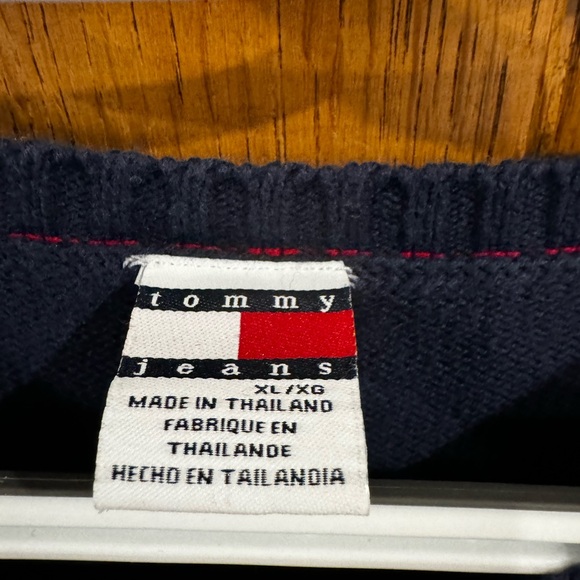 tommy
jeans
XL/XG
MADE IN THAILAND
FABRIQUE EN
THAILANDE
HECHO EN TAILANDIA